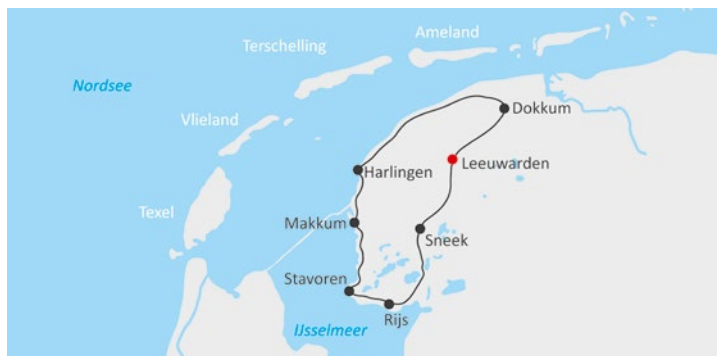 Ameland
Terschelling
Nordsee
Dokkum
Vlieland
Leeuwarden
Harlingen
Texel
Makkum
Sneek
Stavoren
Rijs
IJsselmeer